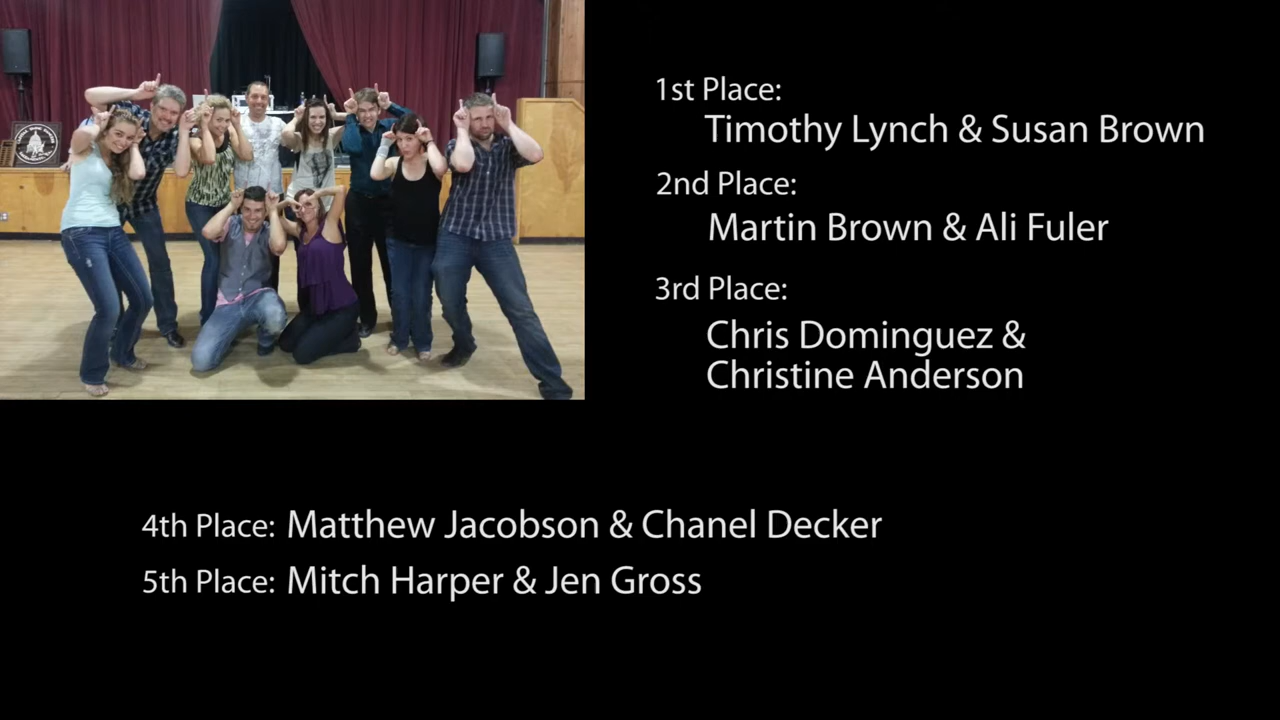 1st Place:
Timothy Lynch & Susan Brown
2nd Place:
Martin Brown & Ali Fuler
3rd Place:
Chris Dominguez &
Christine Anderson
4th Place: Matthew Jacobson & Chanel Decker
5th Place: Mitch Harper & Jen Gross